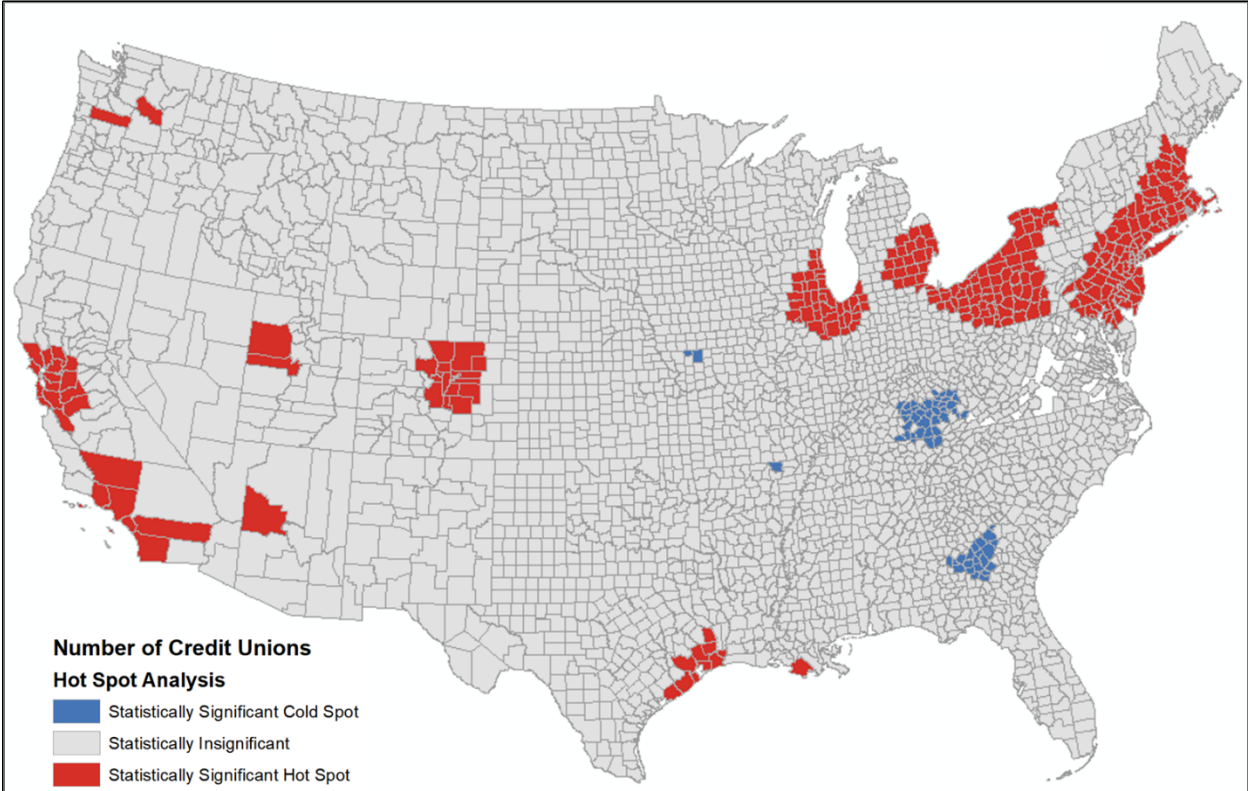 Number of Credit Unions
Hot Spot Analysis
Statistically Significant Cold Spot
Statistically Insignificant
Statistically Significant Hot Spot